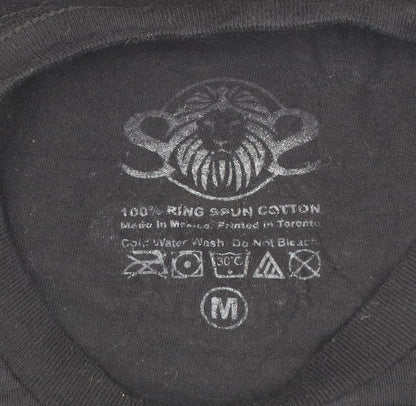 100% RING SPUN COTTON
Made in Mexico. Printed in Toronto
Cold Water Wash. Do Not Bleach
30°C
M